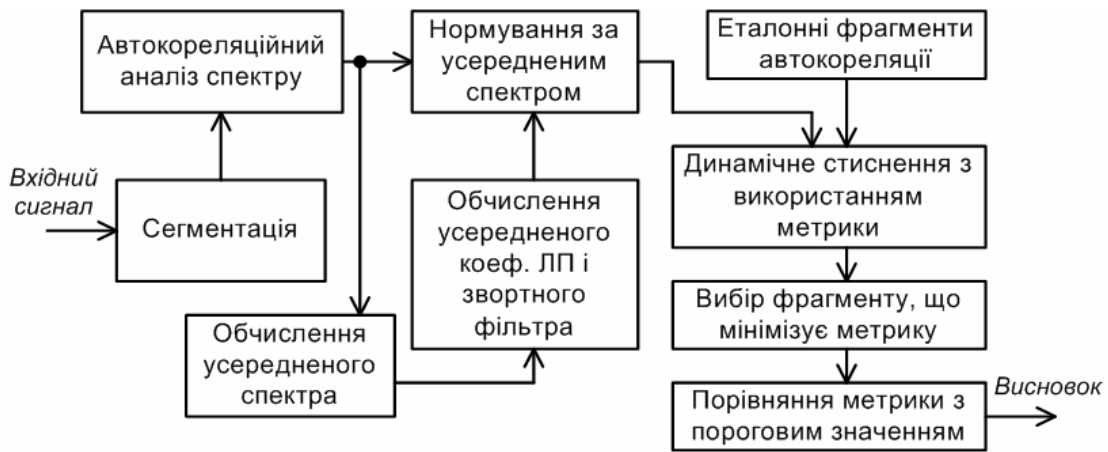 Автокореляційний
аналіз спектру
Нормування за
усередненим
спектром
Еталонні фрагменти
автокореляції
Вхідний
сигнал
Сегментація
Обчислення
усередненого
коеф. ЛП і
звортного
фільтра
Динамічне стиснення з
використанням
метрики
Обчислення
усередненого
спектра
Вибір фрагменту, що
мінімізує метрику
Порівняння метрики з
пороговим значенням
Висновок